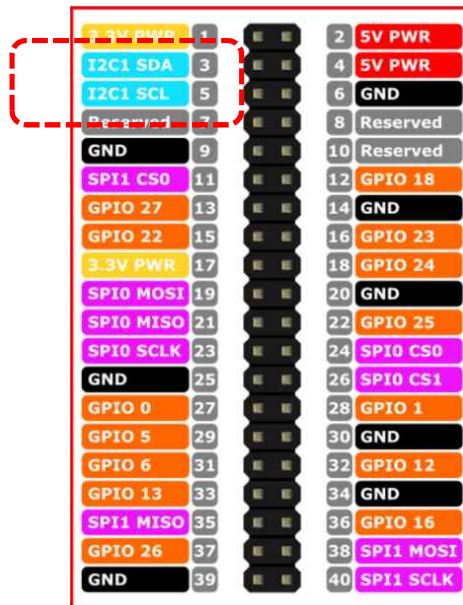 3.3V PWR 1 2 5V PWR
I2C1 SDA 3 4 5V PWR
I2C1 SCL 5 6 GND
Reserved 7 8 Reserved
GND 9 10 Reserved
SPI1 CS0 11 12 GPIO 18
GPIO 27 13 14 GND
GPIO 22 15 16 GPIO 23
3.3V PWR 17 18 GPIO 24
SPI0 MOSI 19 20 GND
SPI0 MISO 21 22 GPIO 25
SPI0 SCLK 23 24 SPI0 CS0
GND 25 26 SPI0 CS1
GPIO 0 27 28 GPIO 1
GPIO 5 29 30 GND
GPIO 6 31 32 GPIO 12
GPIO 13 33 34 GND
SPI1 MISO 35 36 GPIO 16
GPIO 26 37 38 SPI1 MOSI
GND 39 40 SPI1 SCLK